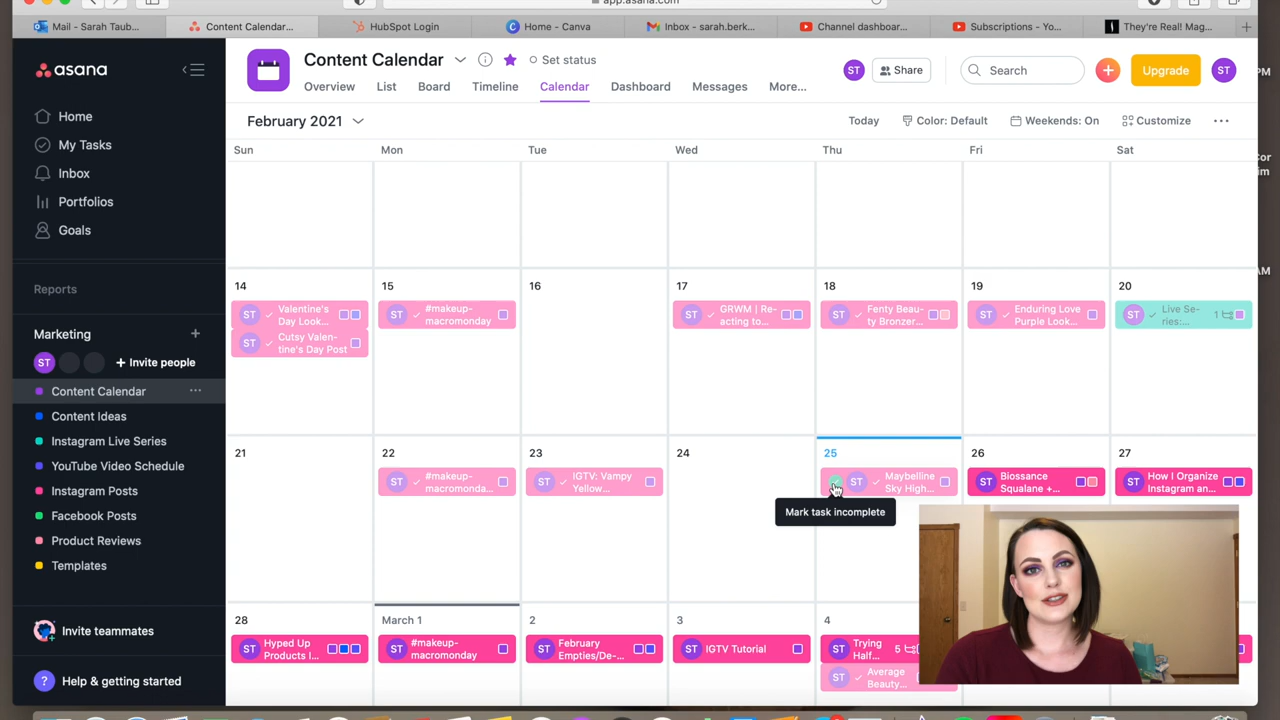 app.asana.com
Mail - Sarah Taub...
Content Calendar...
HubSpot Login
Home - Canva
Inbox - sarah.berk...
Channel dashboar...
Subscriptions - Yo...
They're Real! Mag...
asana
Home
My Tasks
Inbox
Portfolios
Goals
Reports
Marketing
ST
Invite people
Content Calendar
Content Ideas
Instagram Live Series
YouTube Video Schedule
Instagram Posts
Facebook Posts
Product Reviews
Templates
Invite teammates
? Help & getting started
Content Calendar
Set status
Overview
List
Board
Timeline
Calendar
Dashboard
Messages
More...
ST
Share
Search
Upgrade
ST
PM
February 2021
Today
Color: Default
Weekends: On
Customize
Sun
Mon
Tue
Wed
Thu
Fri
Sat
14
15
16
17
18
19
20
ST Valentine's
Day Look...
ST Cutsy Valen-
tine's Day Post
ST #makeup-
macromonday
ST GRWM | Re-
acting to...
ST Fenty Beau-
ty Bronzer...
ST Enduring Love
Purple Look...
ST Live Se-
ries:...
1
AM
21
22
23
24
25
26
27
ST #makeup-
macromonda...
ST IGTV: Vampy
Yellow...
ST Maybelline
Sky High...
ST Biossance
Squalane +...
ST How I Organize
Instagram an...
Mark task incomplete
28
March 1
2
3
4
ST Hyped Up
Products I...
ST #makeup-
macromonday
ST February
Empties/De-...
ST IGTV Tutorial
ST Trying
Half...
5
ST Average
Beauty...